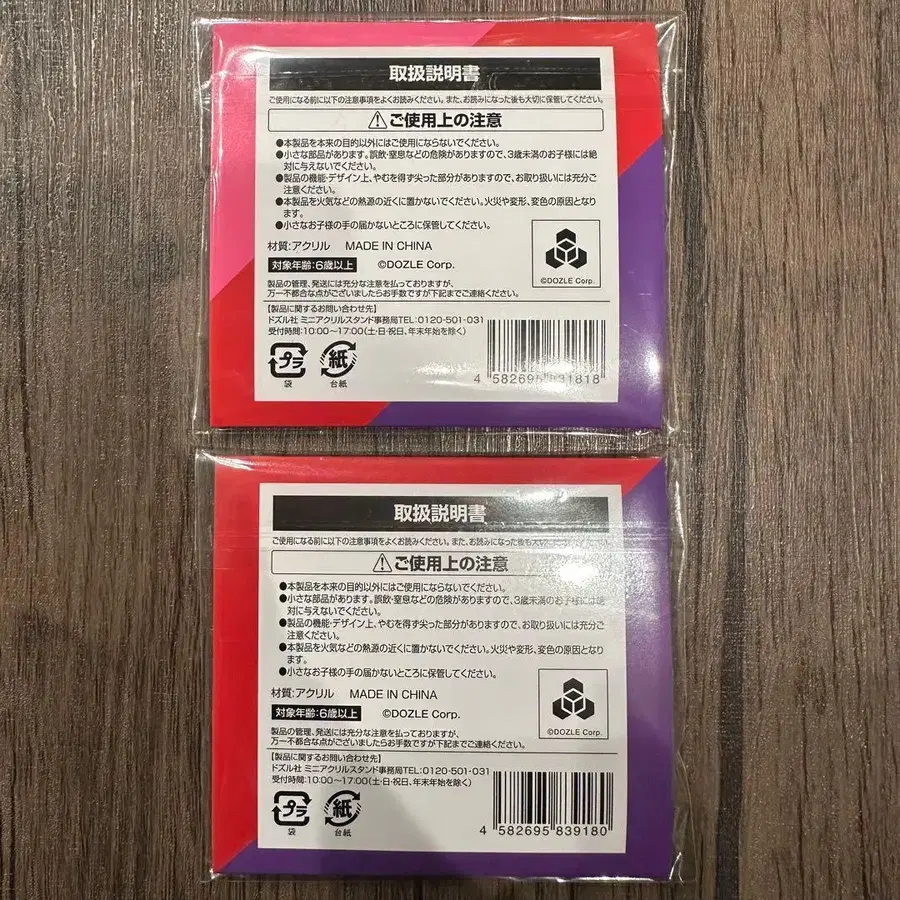 取扱説明書
ご使用になる前に以下の注意事項をよくお読みください。また、お読みになった後も大切に保管してください。
⚠ご使用上の注意
●本製品を本来の目的以外にはご使用にならないでください。
●小さな部品があります。誤飲・窒息などの危険がありますので、3歳未満のお子様には絶
対に与えないでください。
●製品の機能・デザイン上、やむを得ず尖った部分がありますので、お取り扱いには充分ご
注意ください。
●本製品を火気などの熱源の近くに置かないでください。火災や変形、変色の原因となり
ます。
●小さなお子様の手の届かないところに保管してください。
材質:アクリル MADE IN CHINA
対象年齢:6歳以上 ©DOZLE Corp.
©DOZLE Corp.
製品の管理、発送には充分な注意を払っておりますが、
万一不都合な点がございましたらお手数ですが下記までご連絡ください。
【製品に関するお問い合わせ先】
ドズル社 ミニアクリルスタンド事務局TEL:0120-501-031
受付時間:10:00〜17:00(土・日・祝日、年末年始を除く)
プラ
袋
紙
台紙
4 582695 831818
取扱説明書
ご使用になる前に以下の注意事項をよくお読みください。また、お読みになった後も大切に保管してください。
⚠ご使用上の注意
●本製品を本来の目的以外にはご使用にならないでください。
●小さな部品があります。誤飲・窒息などの危険がありますので、3歳未満のお子様には絶
対に与えないでください。
●製品の機能・デザイン上、やむを得ず尖った部分がありますので、お取り扱いには充分ご
注意ください。
●本製品を火気などの熱源の近くに置かないでください。火災や変形、変色の原因となり
ます。
●小さなお子様の手の届かないところに保管してください。
材質:アクリル MADE IN CHINA
対象年齢:6歳以上 ©DOZLE Corp.
©DOZLE Corp.
製品の管理、発送には充分な注意を払っておりますが、
万一不都合な点がございましたらお手数ですが下記までご連絡ください。
【製品に関するお問い合わせ先】
ドズル社 ミニアクリルスタンド事務局TEL:0120-501-031
受付時間:10:00〜17:00(土・日・祝日、年末年始を除く)
プラ
袋
紙
台紙
4 582695 839180